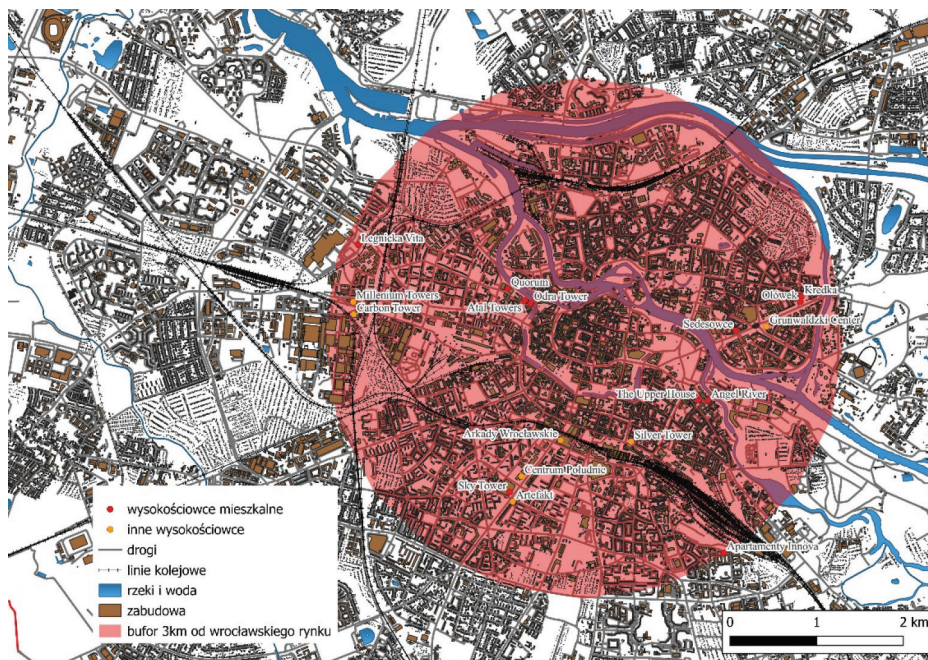 Legnicka Vita
Millenium Towers
Carbon Tower
Quorum
Odra Tower
Atal Towers
Ołówek
Kredka
Sedesowce
Grunwaldzki Center
The Upper House
Angel River
Arkady Wrocławskie
Silver Tower
Centrum Południe
Sky Tower
Artefakt
Apartamenty Innova
wysokościowce mieszkalne
inne wysokościowce
drogi
linie kolejowe
rzeki i woda
zabudowa
bufor 3km od wrocławskiego rynku
0 1 2 km